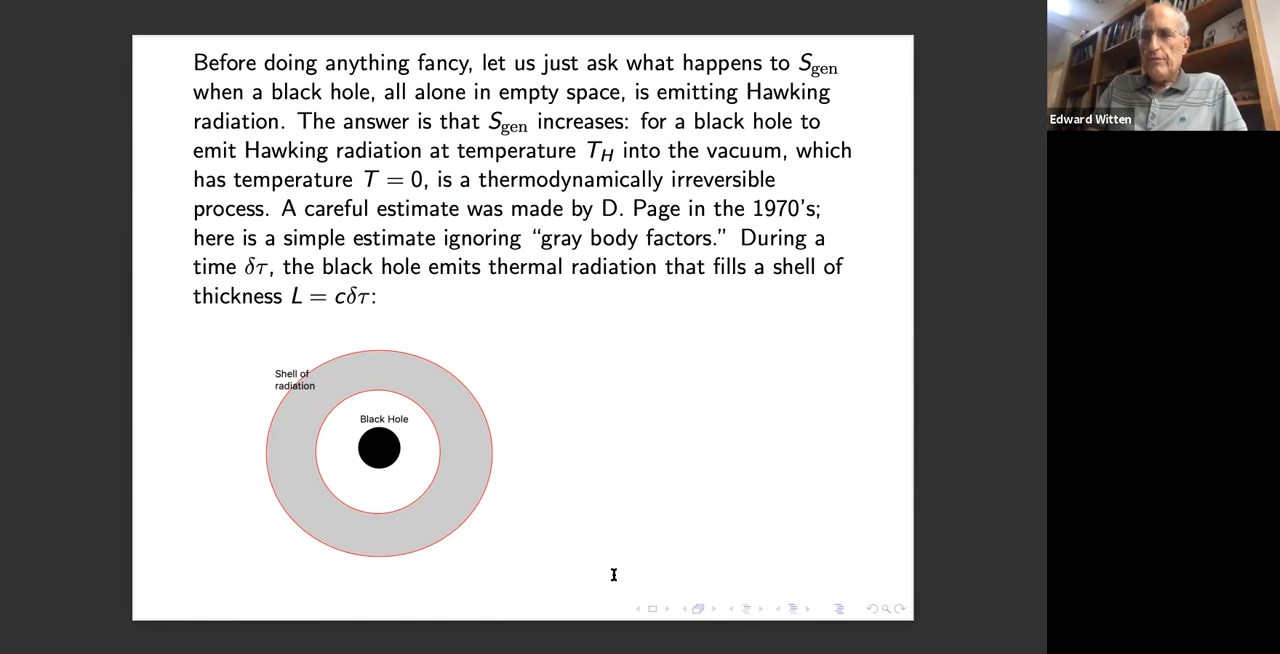 Before doing anything fancy, let us just ask what happens to S_gen
when a black hole, all alone in empty space, is emitting Hawking
radiation. The answer is that S_gen increases: for a black hole to
emit Hawking radiation at temperature T_H into the vacuum, which
has temperature T = 0, is a thermodynamically irreversible
process. A careful estimate was made by D. Page in the 1970's;
here is a simple estimate ignoring “gray body factors.” During a
time δτ, the black hole emits thermal radiation that fills a shell of
thickness L = cδτ:
Shell of
radiation
Black Hole
Edward Witten